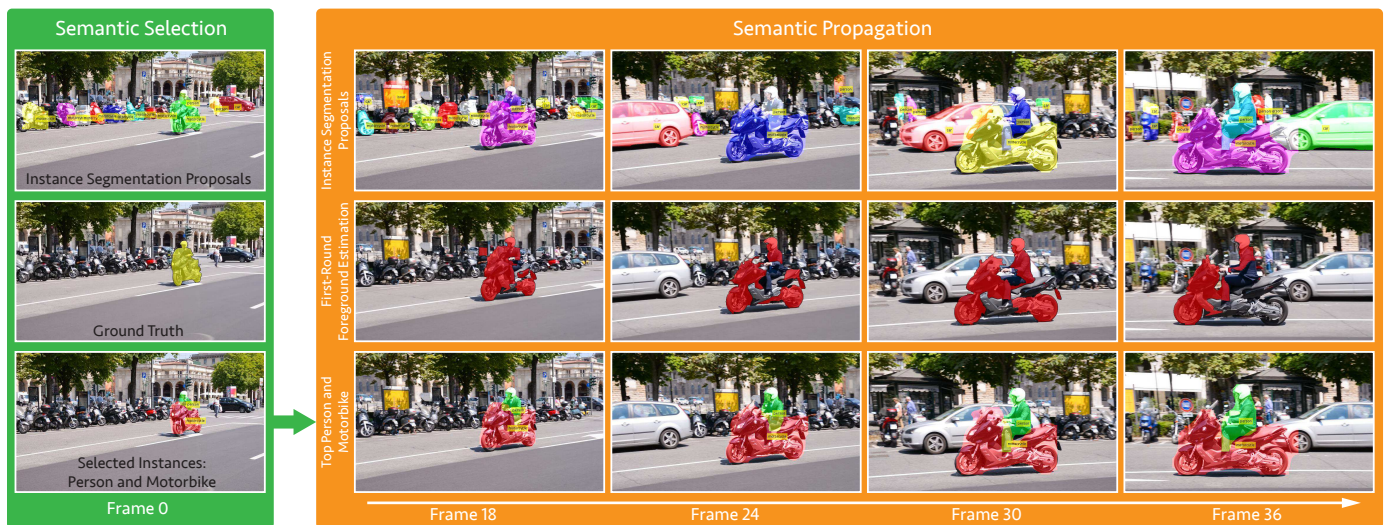 Semantic Selection
Instance Segmentation Proposals
Ground Truth
Selected Instances:
Person and Motorbike
Frame 0
Semantic Propagation
Instance Segmentation
Proposals
First-Round
Foreground Estimation
Top Person and
Motorbike
Frame 18
Frame 24
Frame 30
Frame 36